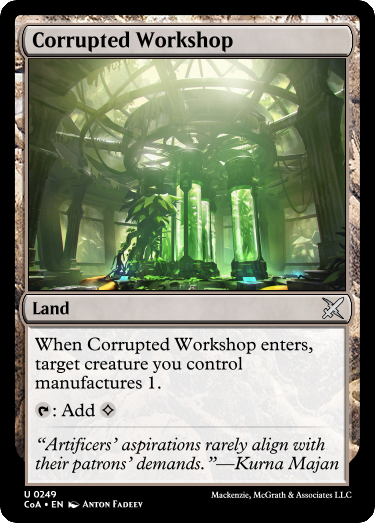 Corrupted Workshop
Land
When Corrupted Workshop enters,
target creature you control
manufactures 1.
: Add
“Artificers’ aspirations rarely align with
their patrons’ demands.”—Kurna Majan
U 0249
CoA • EN Anton Fadeev
Mackenzie, McGrath & Associates LLC